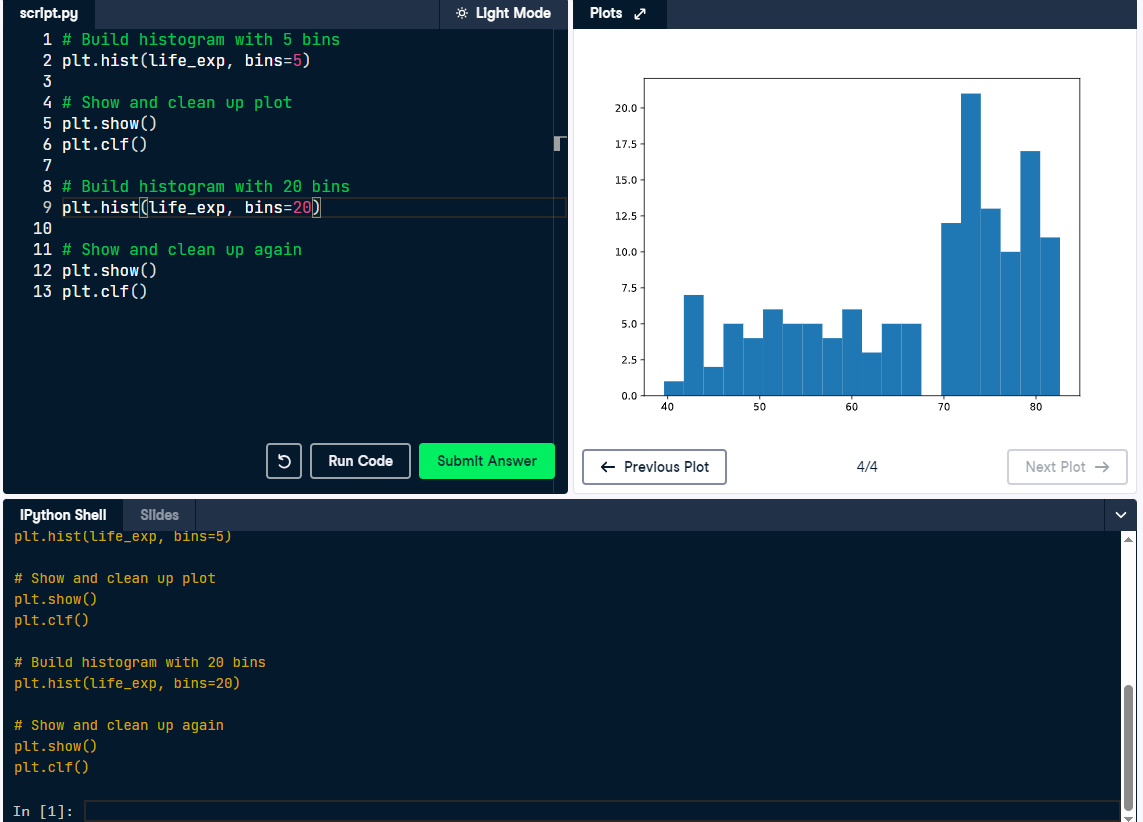 script.py
Light Mode
1 # Build histogram with 5 bins
2 plt.hist(life_exp, bins=5)
3
4 # Show and clean up plot
5 plt.show()
6 plt.clf()
7
8 # Build histogram with 20 bins
9 plt.hist(life_exp, bins=20)
10
11 # Show and clean up again
12 plt.show()
13 plt.clf()
Run Code
Submit Answer
Plots
20.0
17.5
15.0
12.5
10.0
7.5
5.0
2.5
0.0
40 50 60 70 80
Previous Plot
4/4
Next Plot
IPython Shell
Slides
plt.hist(life_exp, bins=5)
# Show and clean up plot
plt.show()
plt.clf()
# Build histogram with 20 bins
plt.hist(life_exp, bins=20)
# Show and clean up again
plt.show()
plt.clf()
In [1]: